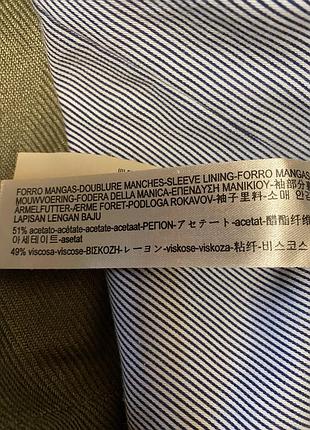 FORRO MANGAS-DOUBLURE MANCHES-SLEEVE LINING-FORRO MANGAS
MOUWVOERING-FODERA DELLA MANICA-ΕΠΕΝΔΥΣΗ ΜΑΝΙΚΙΟΥ-袖部分
ÄRMELFUTTER-ÆRME FORET-PODLOGA ROKAVOV-袖子里料-소매 안
LAPISAN LENGAN BAJU
51% acetato-acétate-acetate-acetaat-ΡΕΓΙΟΝ-アセテート-acetat-醋酯纤维
아세테이트-asetat
49% viscosa-viscose-ΒΙΣΚΟΖΗ-レーヨン-viskose-viskoza-粘纤-비스코스